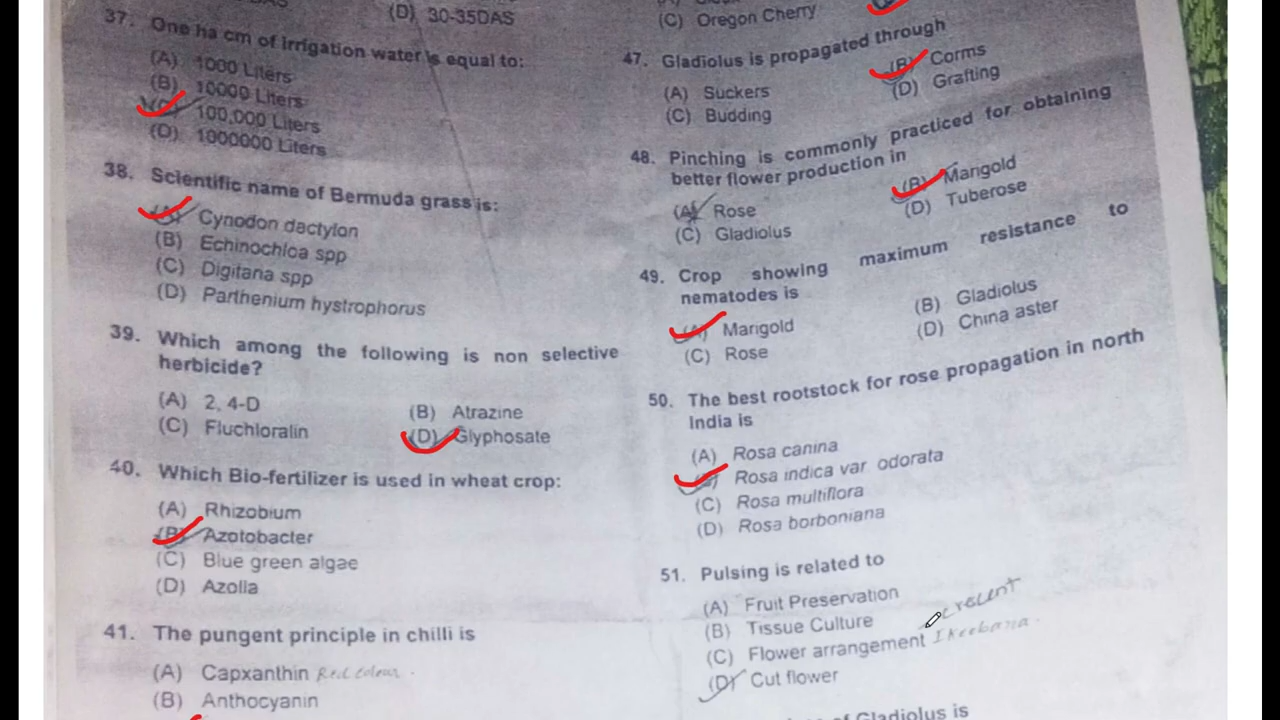 (D) 30-35DAS
37. One ha cm of irrigation water is equal to:
(A) 1000 Liters
(B) 10000 Liters
(C) 100,000 Liters
(D) 1000000 Liters
38. Scientific name of Bermuda grass is:
(A) Cynodon dactylon
(B) Echinochloa spp
(C) Digitaria spp
(D) Parthenium hystrophorus
39. Which among the following is non selective
herbicide?
(A) 2, 4-D
(B) Atrazine
(C) Fluchloralin
(D) Glyphosate
40. Which Bio-fertilizer is used in wheat crop:
(A) Rhizobium
(B) Azotobacter
(C) Blue green algae
(D) Azolla
41. The pungent principle in chilli is
(A) Capxanthin Red colour
(B) Anthocyanin
(C) Oregon Cherry
47. Gladiolus is propagated through
(A) Suckers
(B) Corms
(C) Budding
(D) Grafting
48. Pinching is commonly practiced for obtaining
better flower production in
(A) Rose
(B) Marigold
(C) Gladiolus
(D) Tuberose
49. Crop showing maximum resistance to
nematodes is
(A) Marigold
(B) Gladiolus
(C) Rose
(D) China aster
50. The best rootstock for rose propagation in north
India is
(A) Rosa canina
Rosa indica var. odorata
(C) Rosa multiflora
(D) Rosa borboniana
51. Pulsing is related to
(A) Fruit Preservation
(B) Tissue Culture
(C) Flower arrangement Ikeebana
(D) Cut flower
of Gladiolus is